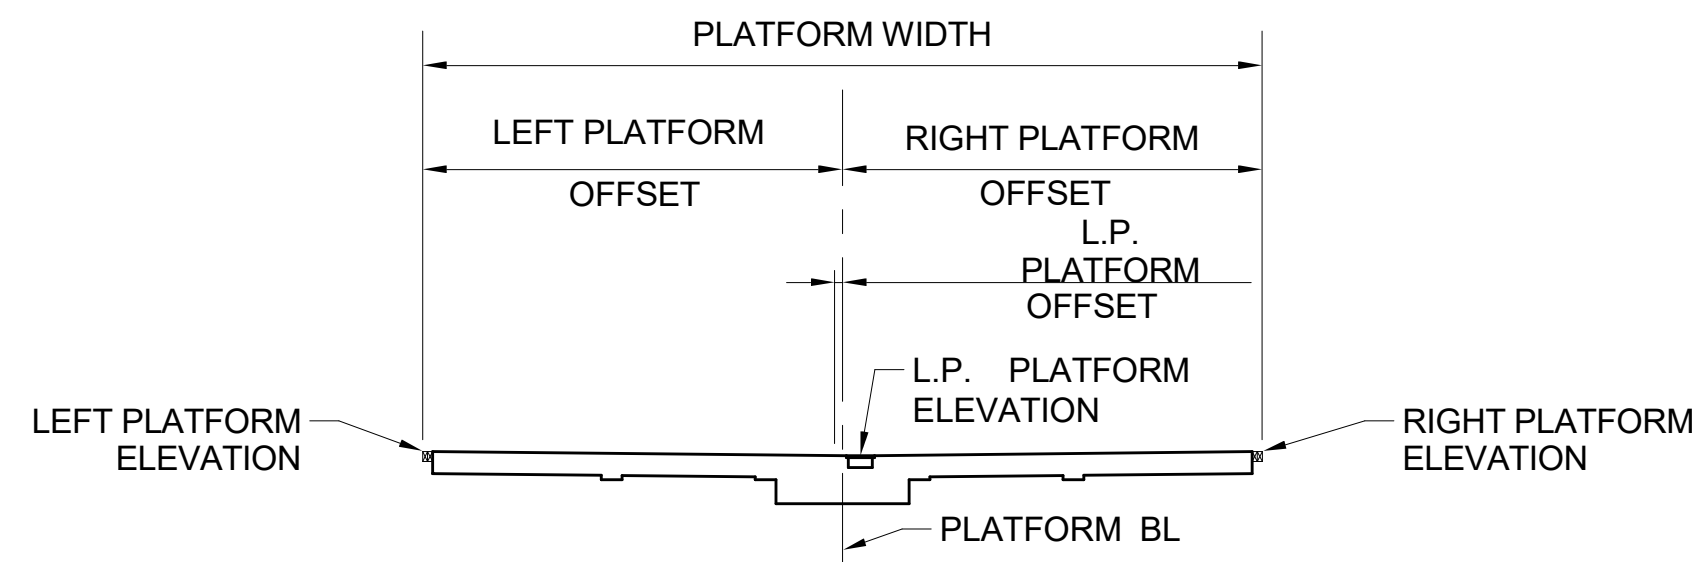 PLATFORM WIDTH
LEFT PLATFORM
OFFSET
RIGHT PLATFORM
OFFSET
L.P.
PLATFORM
OFFSET
L.P. PLATFORM
ELEVATION
LEFT PLATFORM
ELEVATION
RIGHT PLATFORM
ELEVATION
PLATFORM BL